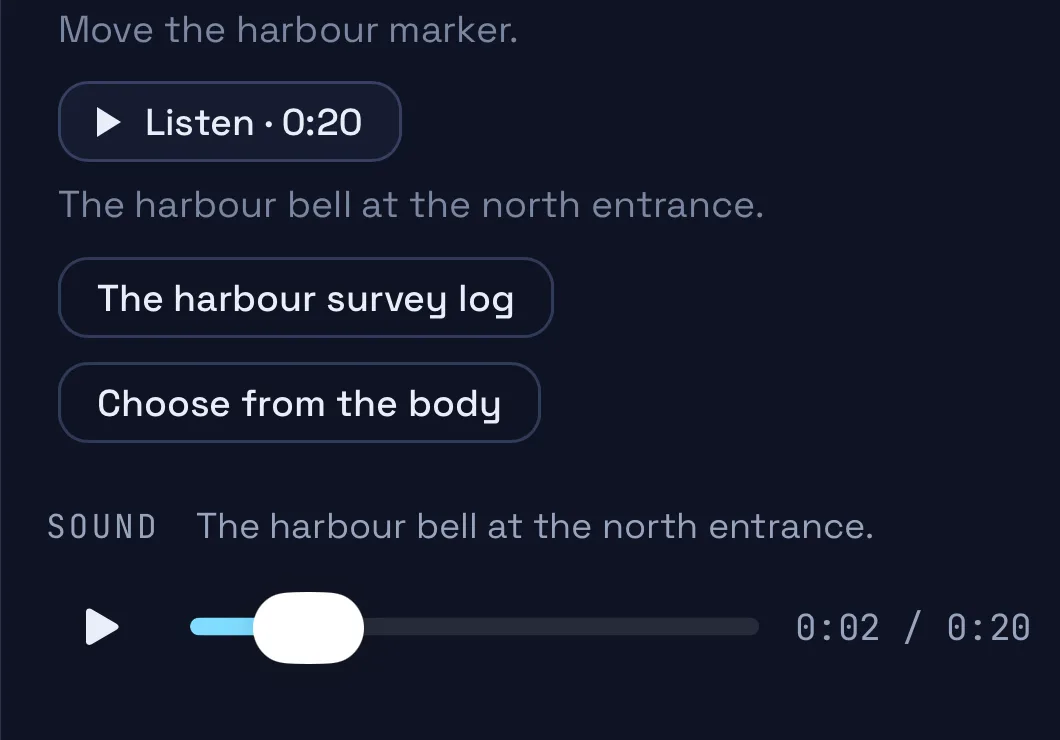 Move the harbour marker.
Listen · 0:20
The harbour bell at the north entrance.
The harbour survey log
Choose from the body
SOUND The harbour bell at the north entrance.
0:02 / 0:20